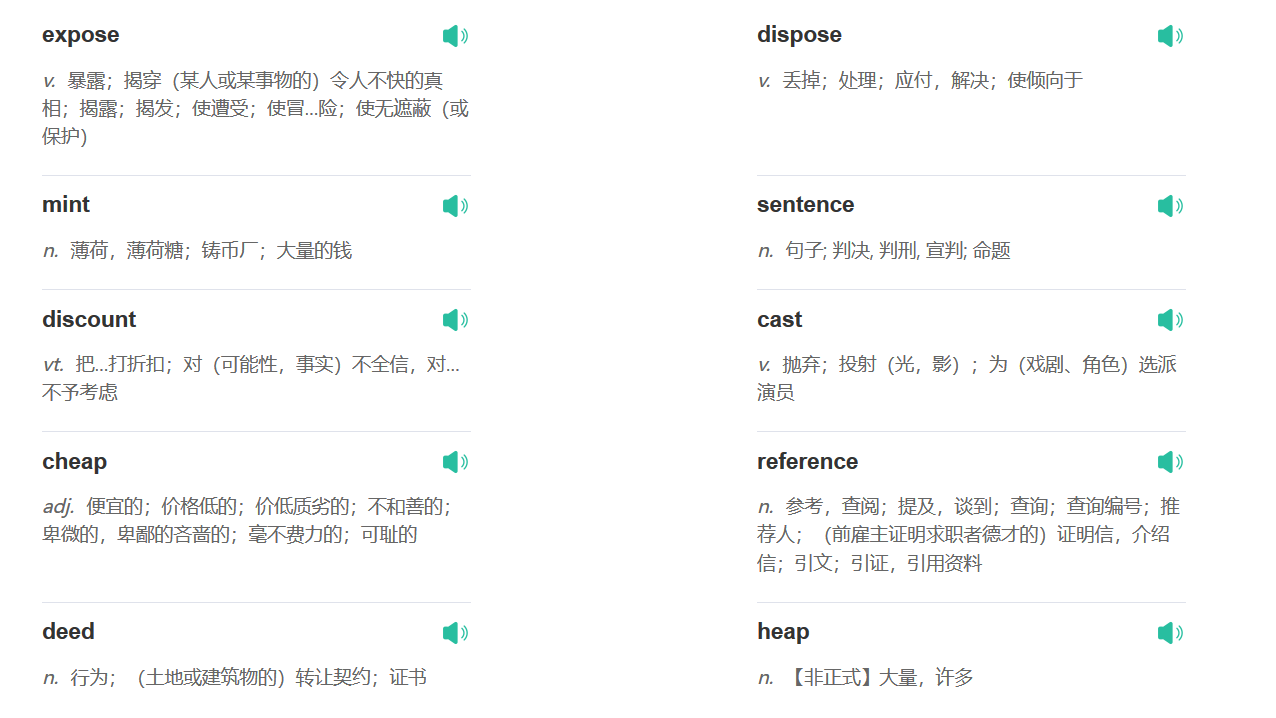 expose
v. 暴露；揭穿（某人或某事物的）令人不快的真
相；揭露；揭发；使遭受；使冒...险；使无遮蔽（或
保护）
dispose
v. 丢掉；处理；应付，解决；使倾向于
mint
n. 薄荷，薄荷糖；铸币厂；大量的钱
sentence
n. 句子; 判决, 判刑, 宣判; 命题
discount
vt. 把...打折扣；对（可能性，事实）不全信，对...
不予考虑
cast
v. 抛弃；投射（光，影）；为（戏剧、角色）选派
演员
cheap
adj. 便宜的；价格低的；价低质劣的；不和善的；
卑微的，卑鄙的吝啬的；毫不费力的；可耻的
reference
n. 参考，查阅；提及，谈到；查询；查询编号；推
荐人；（前雇主证明求职者德才的）证明信，介绍
信；引文；引证，引用资料
deed
n. 行为；（土地或建筑物的）转让契约；证书
heap
n. 【非正式】大量，许多